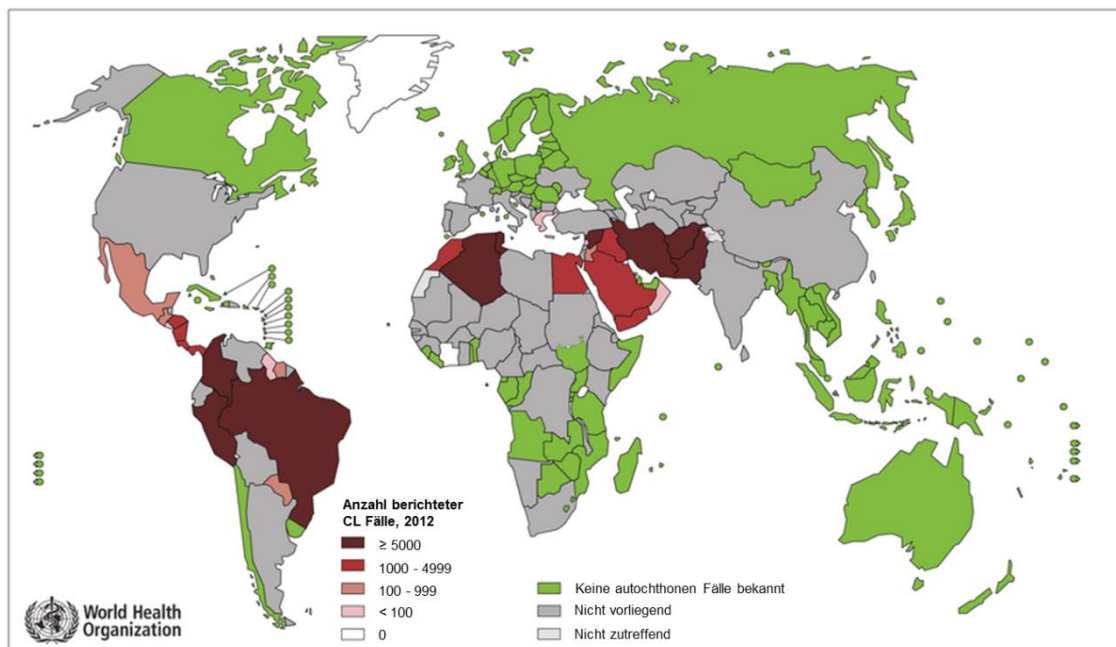 Anzahl berichteter
CL Fälle, 2012
≥ 5000
1000 - 4999
100 - 999
< 100
0
Keine autochthonen Fälle bekannt
Nicht vorliegend
Nicht zutreffend
World Health
Organization